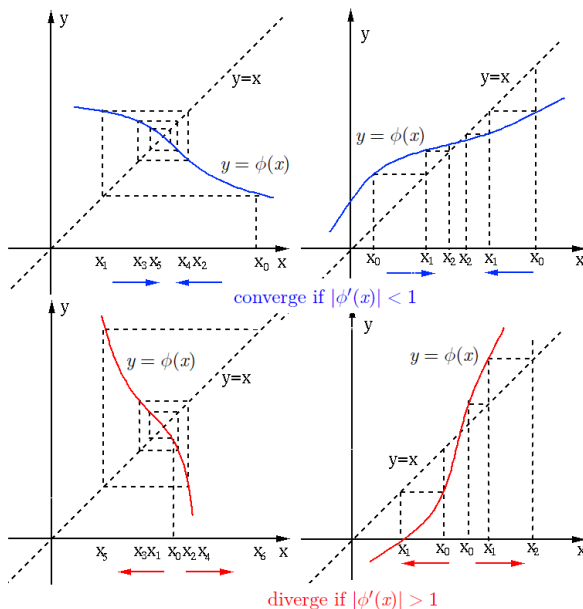 y y
y=x y=x
y = ϕ(x)
y = ϕ(x)
x₁ x₃ x₅ x₄ x₂ x₀ x x₀ x₁ x₂ x₂ x₁ x₀ x
converge if |ϕ′(x)| < 1
y y
y = ϕ(x) y = ϕ(x)
y=x
y=x
x₅ x₃ x₁ x₀ x₂ x₄ x₆ x x₁ x₀ x₀ x₁ x₂ x
diverge if |ϕ′(x)| > 1